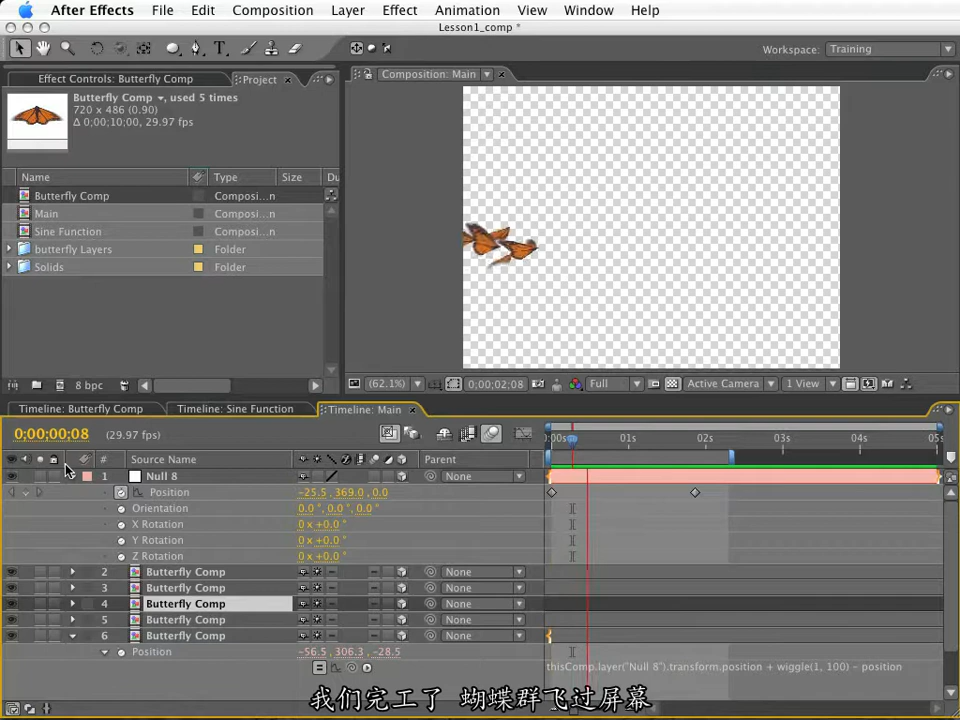 After Effects File Edit Composition Layer Effect Animation View Window Help
Lesson1_comp *
Workspace: Training
Effect Controls: Butterfly Comp Project
Composition: Main
Butterfly Comp, used 5 times
720 x 486 (0.90)
Δ 0;00;10;00, 29.97 fps
Name Type Size Du
Butterfly Comp Composi...n
Main Composi...n
Sine Function Composi...n
butterfly Layers Folder
Solids Folder
8 bpc
(62.1%) 0;00;02;08 Full Active Camera 1 View
Timeline: Butterfly Comp Timeline: Sine Function Timeline: Main
0;00;00;08 (29.97 fps)
0:00s 01s 02s 03s 04s 05s
# Source Name Parent
1 Null 8
Position -25.5, 369.0, 0.0
Orientation 0.0°, 0.0°, 0.0°
X Rotation 0 x +0.0°
Y Rotation 0 x +0.0°
Z Rotation 0 x +0.0°
2 Butterfly Comp None
3 Butterfly Comp None
4 Butterfly Comp None
5 Butterfly Comp None
6 Butterfly Comp None
Position -56.5, 306.3, -28.5
thisComp.layer("Null 8").transform.position + wiggle(1, 100) - position
我们完工了 蝴蝶群飞过屏幕